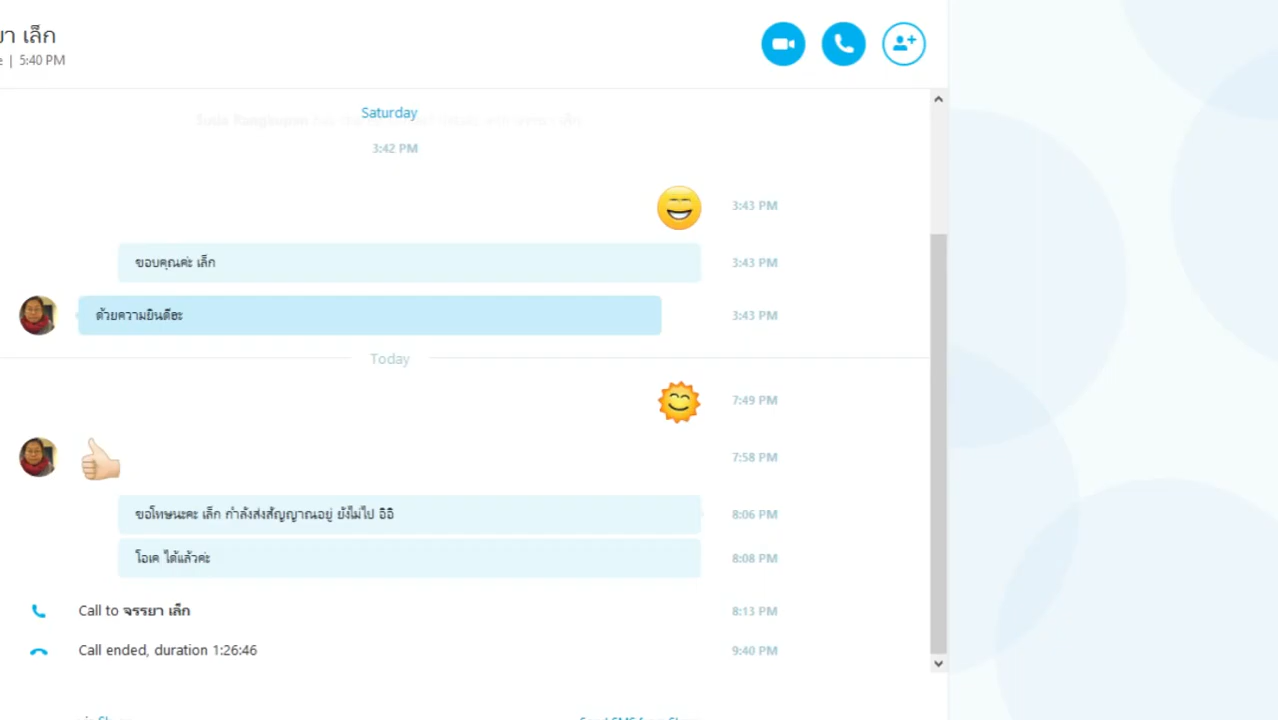 เล็ก
| 5:40 PM
Saturday
3:42 PM
3:43 PM
ขอบคุณค่ะ เล็ก
3:43 PM
ด้วยความยินดีฮะ
3:43 PM
Today
7:49 PM
7:58 PM
ขอโทษนะคะ เล็ก กำลังส่งสัญญาณอยู่ ยังไม่ไป อิอิ
8:06 PM
โอเค ได้แล้วค่ะ
8:08 PM
Call to จรรยา เล็ก
8:13 PM
Call ended, duration 1:26:46
9:40 PM